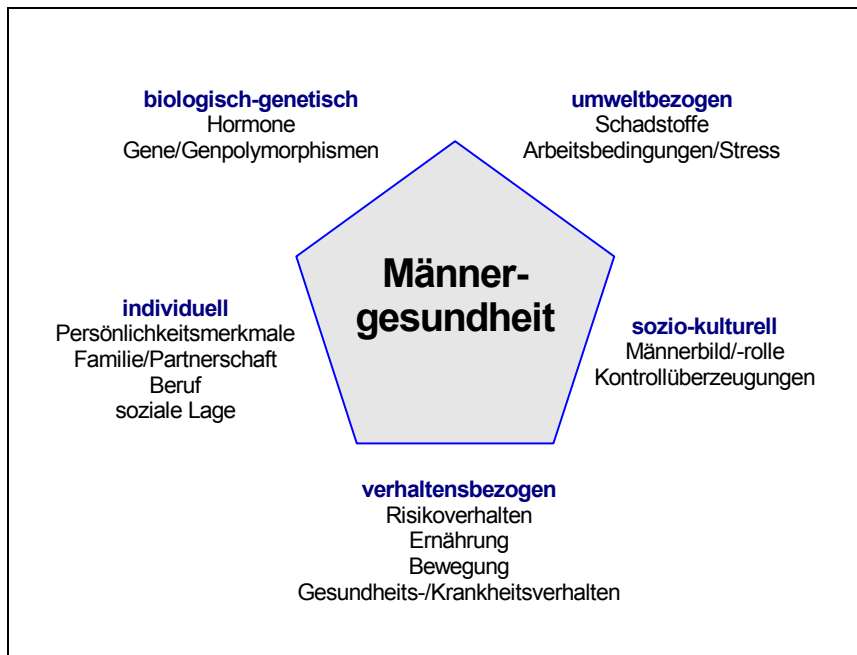 biologisch-genetisch
Hormone
Gene/Genpolymorphismen
umweltbezogen
Schadstoffe
Arbeitsbedingungen/Stress
Männer-
gesundheit
individuell
Persönlichkeitsmerkmale
Familie/Partnerschaft
Beruf
soziale Lage
sozio-kulturell
Männerbild/-rolle
Kontrollüberzeugungen
verhaltensbezogen
Risikoverhalten
Ernährung
Bewegung
Gesundheits-/Krankheitsverhalten